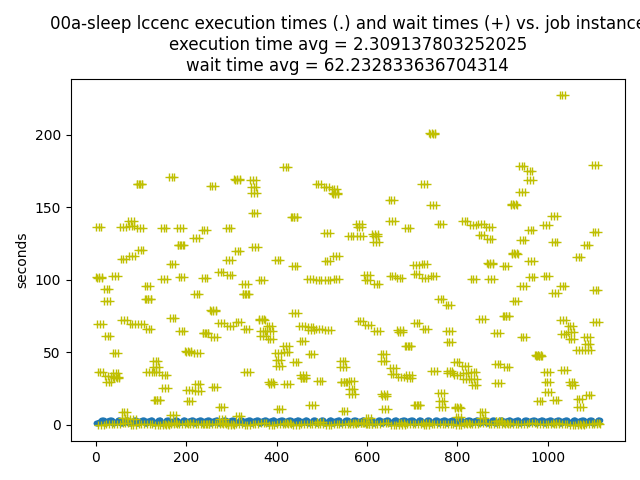 00a-sleep lccenc execution times (.) and wait times (+) vs. job instance
execution time avg = 2.309137803252025
wait time avg = 62.232833636704314
seconds
200
150
100
50
0
0 200 400 600 800 1000